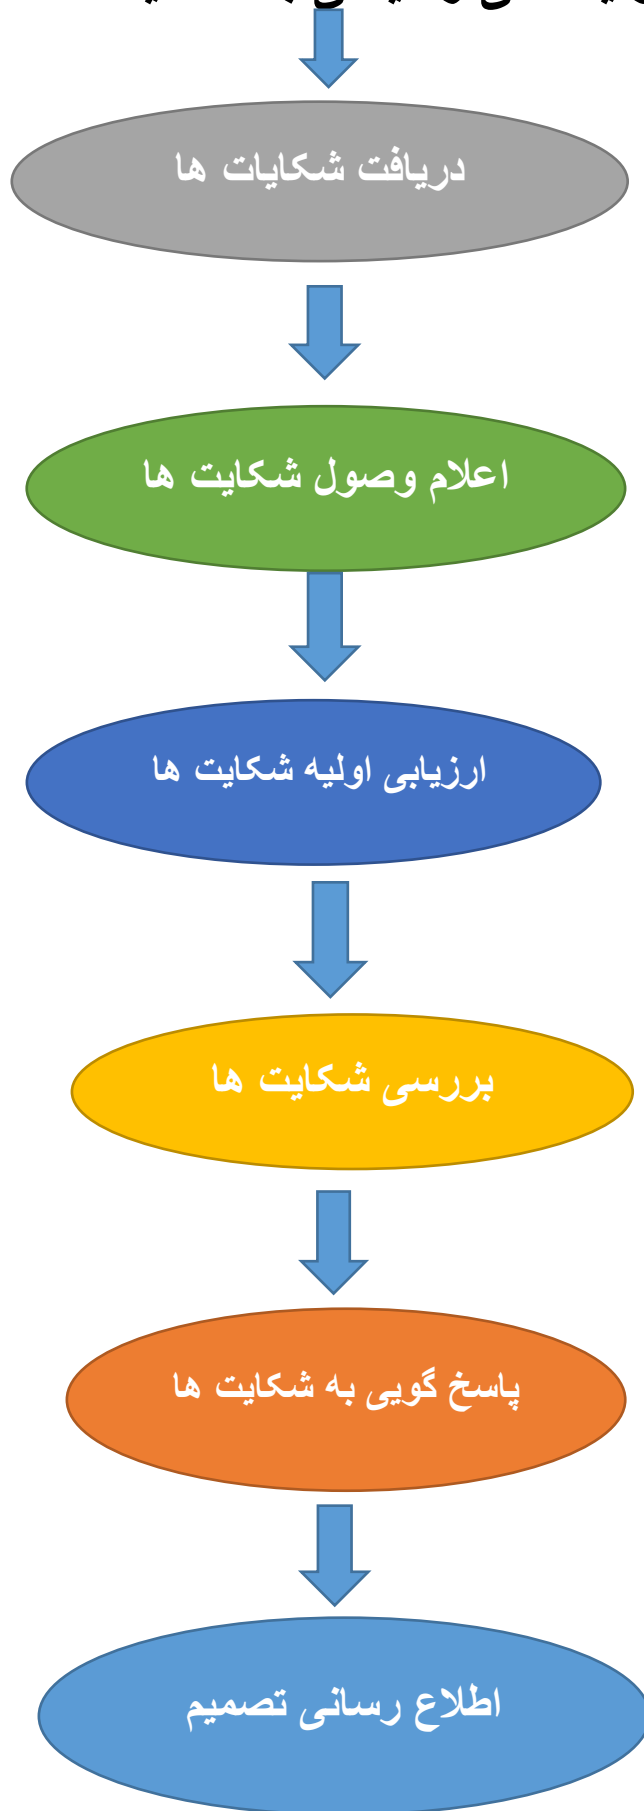 دریافت شکایات ها
اعلام وصول شکایت ها
ارزیابی اولیه شکایت ها
بررسی شکایت ها
پاسخ گویی به شکایت ها
اطلاع رسانی تصمیم